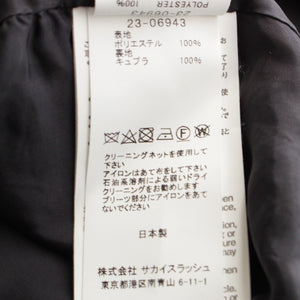 POLYESTER 100%
23-06943
23-06943
表地
ポリエステル 100%
裏地
キュプラ 100%
クリーニングネットを使用して
下さい
アイロンはあて布をして下さい
石油系溶剤による弱いドライ
クリーニングをお勧めします
プリーツ部分にアイロンをあて
ないでください
日本製
株式会社 サカイスラッシュ
東京都港区南青山 6-11-1